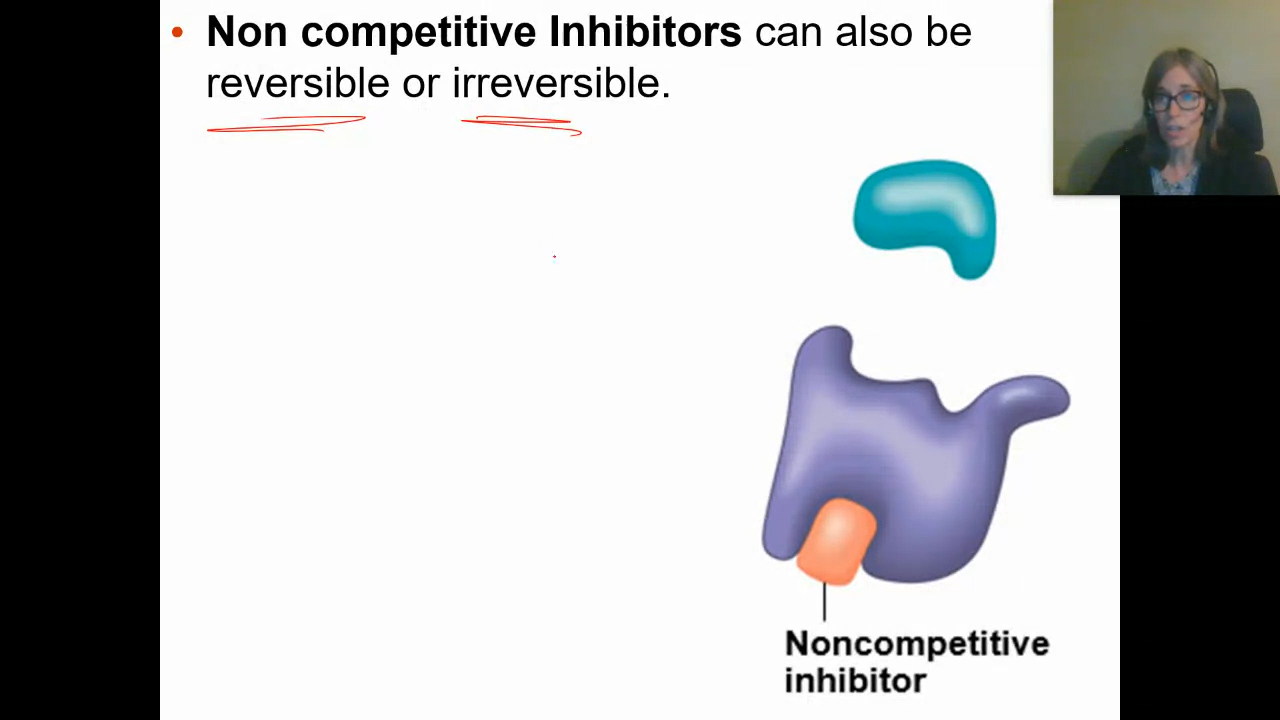 • Non competitive Inhibitors can also be
reversible or irreversible.
Noncompetitive
inhibitor